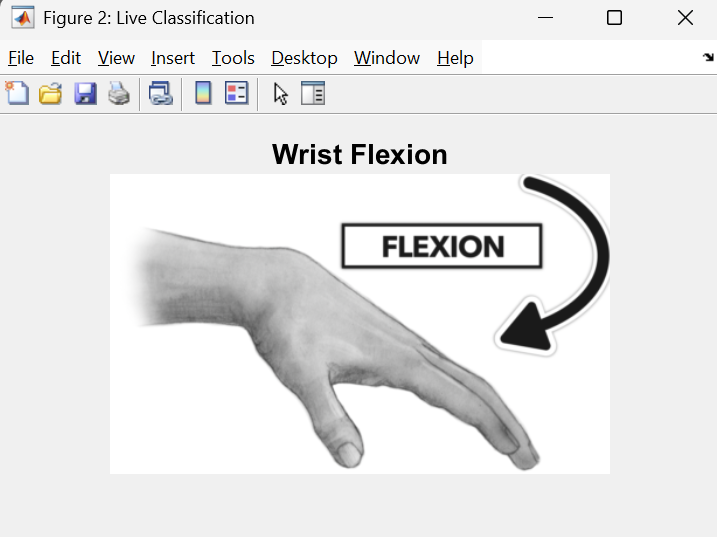 Figure 2: Live Classification
File Edit View Insert Tools Desktop Window Help
Wrist Flexion
FLEXION